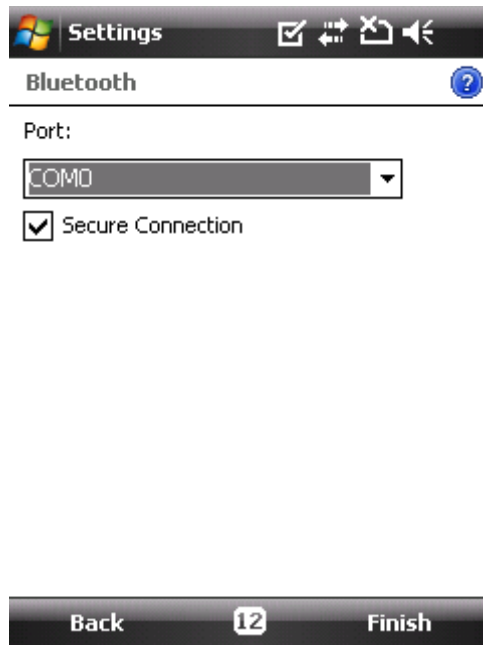 Settings
Bluetooth
?
Port:
COM0
Secure Connection
Back 12 Finish